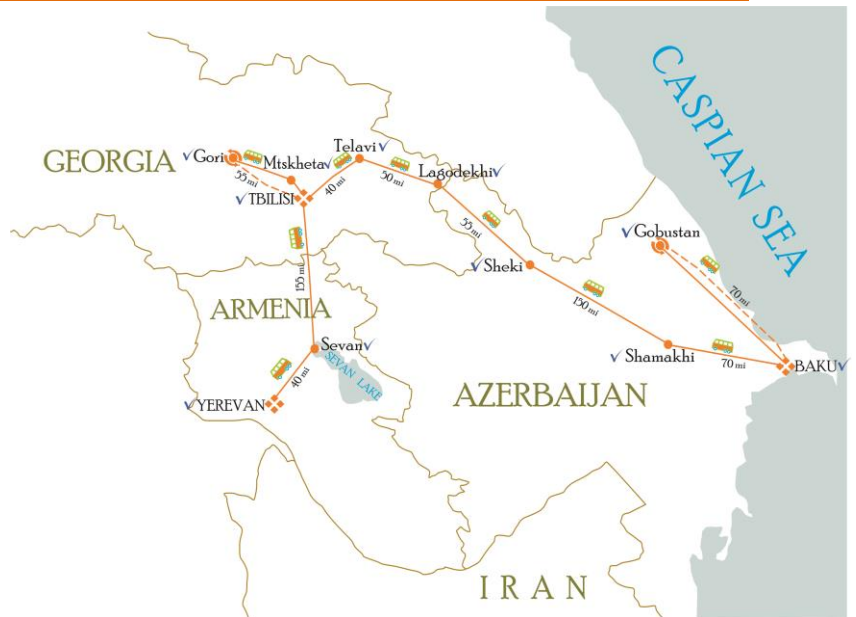 CASPIAN SEA
GEORGIA
✓ Gori
Mtskheta✓
Telavi✓
Lagodekhi✓
55 mi
✓TBILISI
40 mi
50 mi
55 mi
✓ Gobustan
70 mi
155 mi
✓ Sheki
150 mi
ARMENIA
Sevan✓
SEVAN LAKE
40 mi
✓YEREVAN
✓ Shamakhi
70 mi
BAKU✓
AZERBAIJAN
IRAN